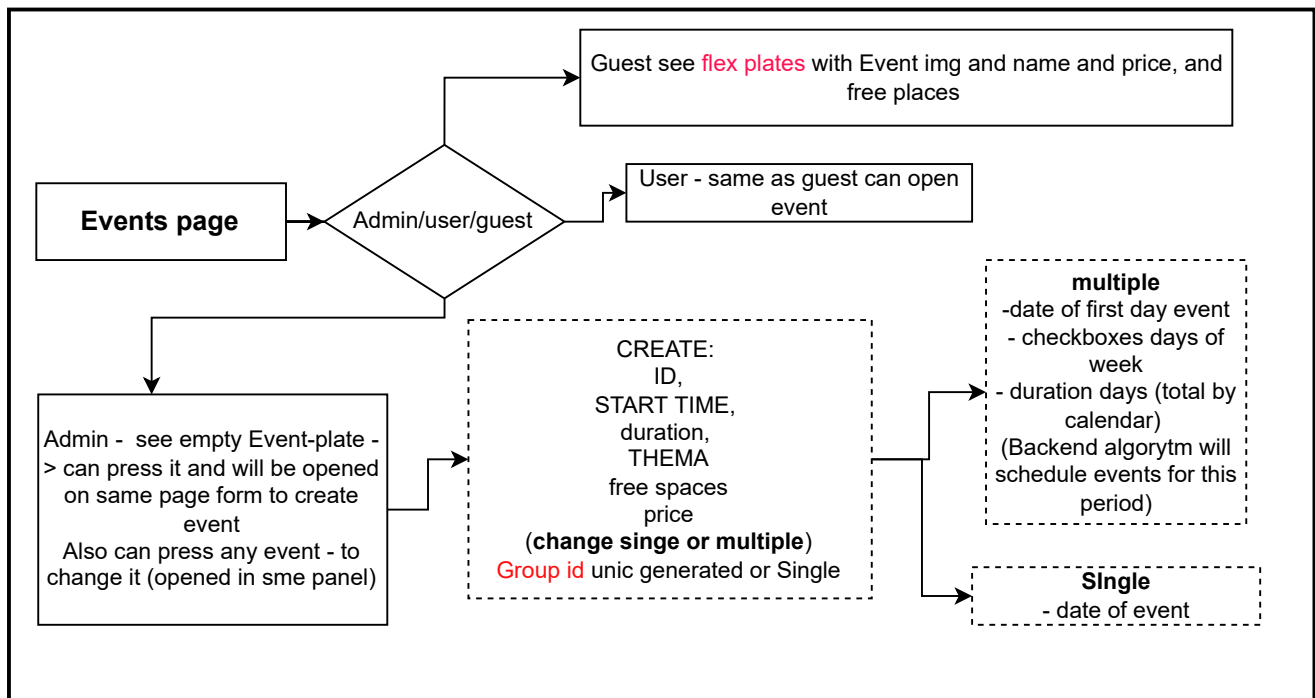 Guest see flex plates with Event img and name and price, and
free places
User - same as guest can open
event
Events page
Admin/user/guest
multiple
-date of first day event
- checkboxes days of
week
- duration days (total by
calendar)
(Backend algorytm will
schedule events for this
period)
CREATE:
ID,
START TIME,
duration,
THEMA
free spaces
price
(change singe or multiple)
Group id unic generated or Single
Admin -  see empty Event-plate -
> can press it and will be opened
on same page form to create
event
Also can press any event - to
change it (opened in sme panel)
SIngle
- date of event